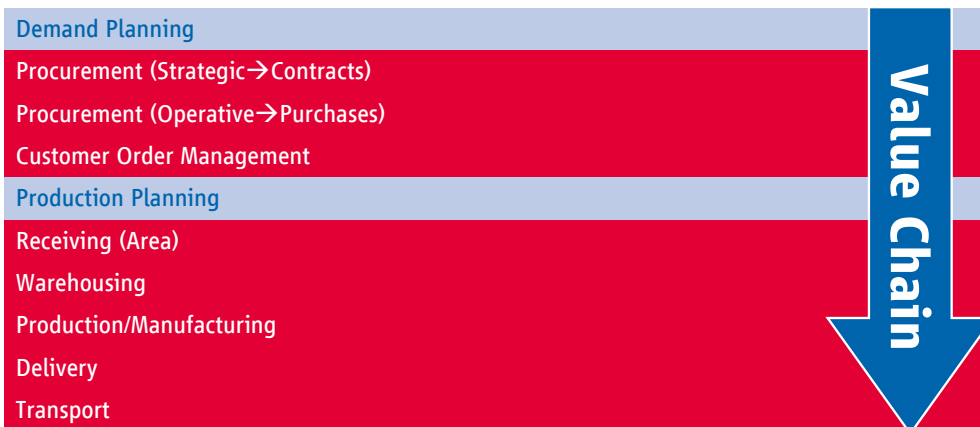 Demand Planning
Procurement (Strategic→Contracts)
Procurement (Operative→Purchases)
Customer Order Management
Production Planning
Receiving (Area)
Warehousing
Production/Manufacturing
Delivery
Transport
Value Chain